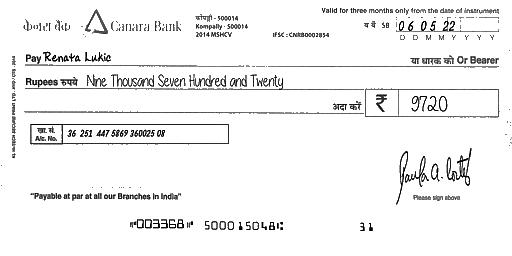 केनरा बैंक Canara Bank
कोंपल्ली - 500014
Kompally - 500014
2014 MSHCV
IFSC : CNRB0002854
Valid for three months only from the date of instrument
SB 06 05 22
D D M M Y Y Y Y
Pay Renata Lukic या धारक को Or Bearer
Rupees रुपये Nine Thousand Seven Hundred and Twenty
अदा करें ₹ 9720
खा. सं.
A/c. No. 36 251 447 5869 360025 08
Paula A. Cortes
Please sign above
"Payable at par at all our Branches in India"
⑈003368⑈ 500015048⑆ 31